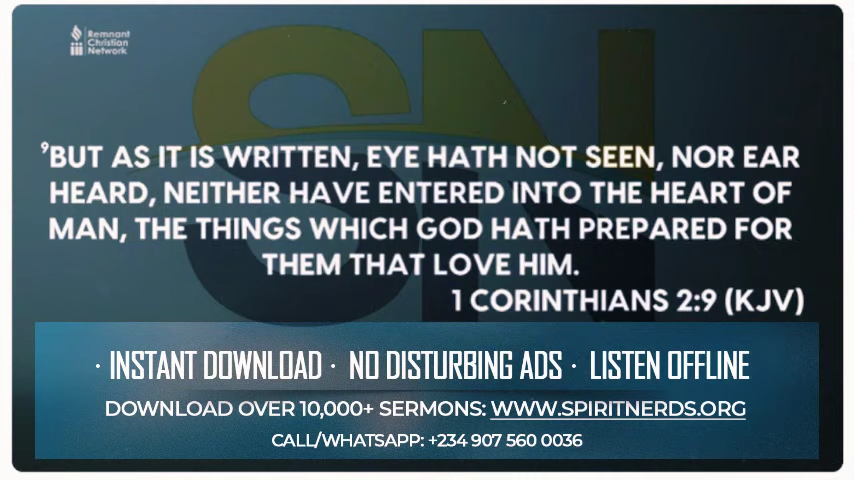 Remnant
Christian
Network
SN
⁹BUT AS IT IS WRITTEN, EYE HATH NOT SEEN, NOR EAR
HEARD, NEITHER HAVE ENTERED INTO THE HEART OF
MAN, THE THINGS WHICH GOD HATH PREPARED FOR
THEM THAT LOVE HIM.
1 CORINTHIANS 2:9 (KJV)
· INSTANT DOWNLOAD · NO DISTURBING ADS · LISTEN OFFLINE
DOWNLOAD OVER 10,000+ SERMONS: WWW.SPIRITNERDS.ORG
CALL/WHATSAPP: +234 907 560 0036